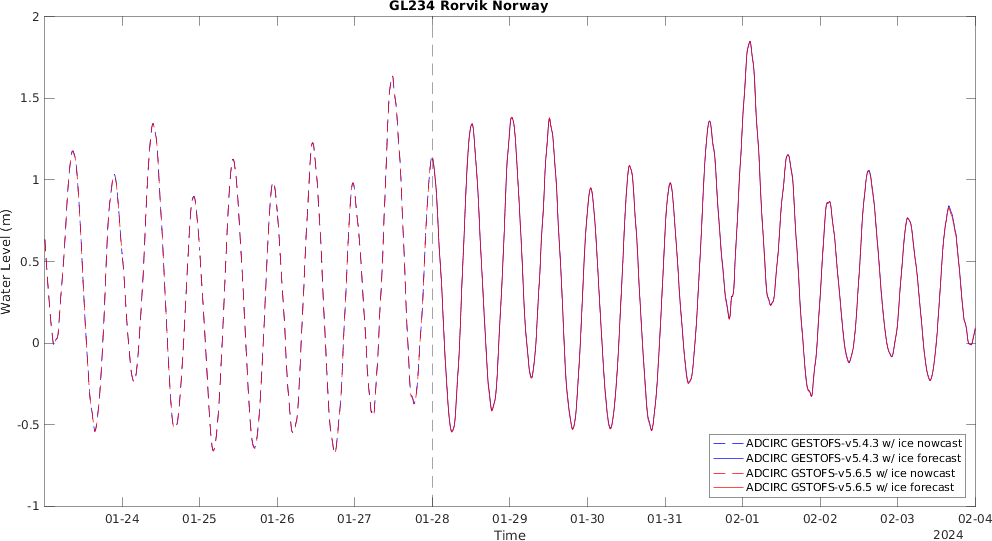 GL234 Rorvik Norway
2
1.5
1
0.5
0
-0.5
-1
Water Level (m)
01-24 01-25 01-26 01-27 01-28 01-29 01-30 01-31 02-01 02-02 02-03 02-04
Time
2024
ADCIRC GESTOFS-v5.4.3 w/ ice nowcast
ADCIRC GESTOFS-v5.4.3 w/ ice forecast
ADCIRC GSTOFS-v5.6.5 w/ ice nowcast
ADCIRC GSTOFS-v5.6.5 w/ ice forecast